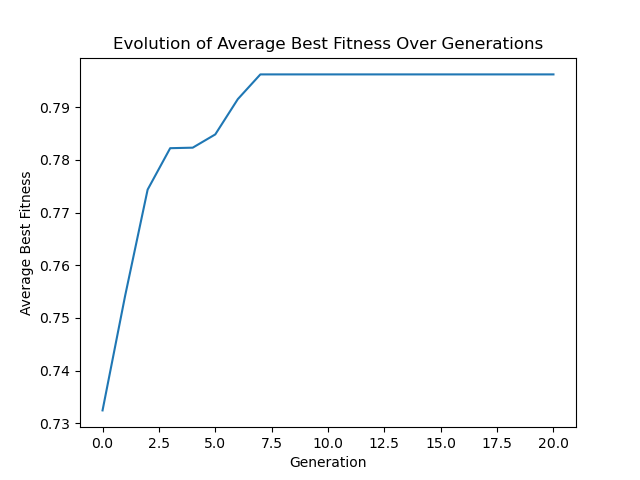 Evolution of Average Best Fitness Over Generations
0.79
0.78
0.77
0.76
0.75
0.74
0.73
Average Best Fitness
0.0 2.5 5.0 7.5 10.0 12.5 15.0 17.5 20.0
Generation